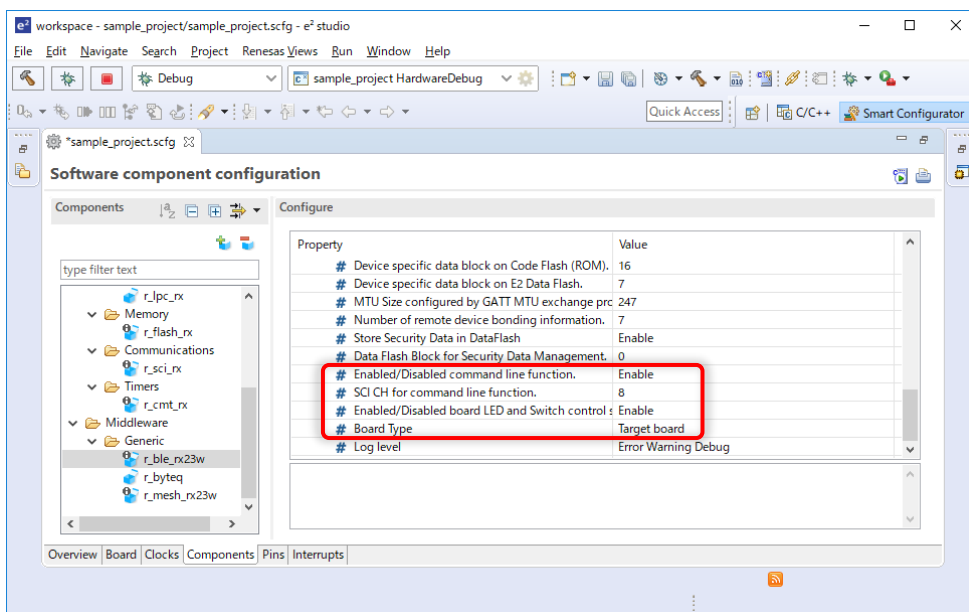 e² workspace - sample_project/sample_project.scfg - e² studio
File Edit Navigate Search Project Renesas Views Run Window Help
Debug sample_project HardwareDebug
Quick Access C/C++ Smart Configurator
*sample_project.scfg
Software component configuration
Components Configure
type filter text
r_lpc_rx
Memory
r_flash_rx
Communications
r_sci_rx
Timers
r_cmt_rx
Middleware
Generic
r_ble_rx23w
r_byteq
r_mesh_rx23w
Property Value
# Device specific data block on Code Flash (ROM). 16
# Device specific data block on E2 Data Flash. 7
# MTU Size configured by GATT MTU exchange prc 247
# Number of remote device bonding information. 7
# Store Security Data in DataFlash Enable
# Data Flash Block for Security Data Management. 0
# Enabled/Disabled command line function. Enable
# SCI CH for command line function. 8
# Enabled/Disabled board LED and Switch control s Enable
# Board Type Target board
# Log level Error Warning Debug
Overview Board Clocks Components Pins Interrupts